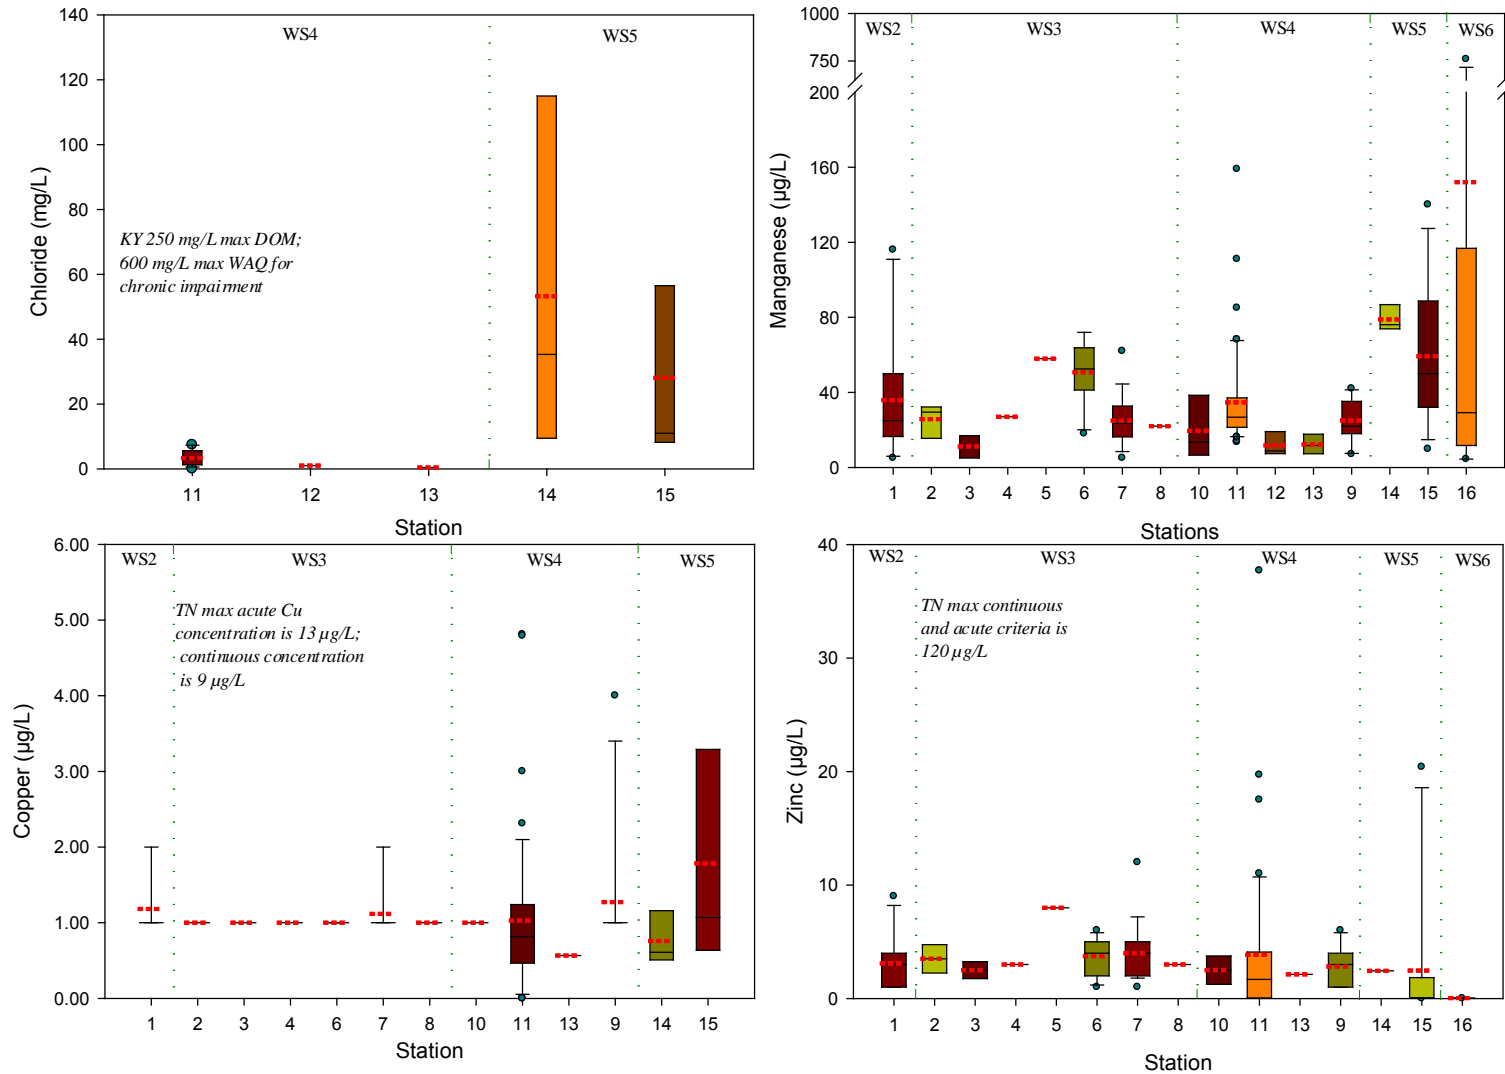 140
120
100
80
60
40
20
0
Chloride (mg/L)
WS4
WS5
KY 250 mg/L max DOM;
600 mg/L max WAQ for
chronic impairment
11
12
13
14
15
Station
1000
750
200
160
120
80
40
0
Manganese (µg/L)
WS2
WS3
WS4
WS5
WS6
1
2
3
4
5
6
7
8
10
11
12
13
9
14
15
16
Stations
6.00
5.00
4.00
3.00
2.00
1.00
0.00
Copper (µg/L)
WS2
WS3
WS4
WS5
TN max acute Cu
concentration is 13 µg/L;
continuous concentration
is 9 µg/L
1
2
3
4
6
7
8
10
11
13
9
14
15
Station
40
30
20
10
0
Zinc (µg/L)
WS2
WS3
WS4
WS5
WS6
TN max continuous
and acute criteria is
120 µg/L
1
2
3
4
5
6
7
8
10
11
13
9
14
15
16
Station